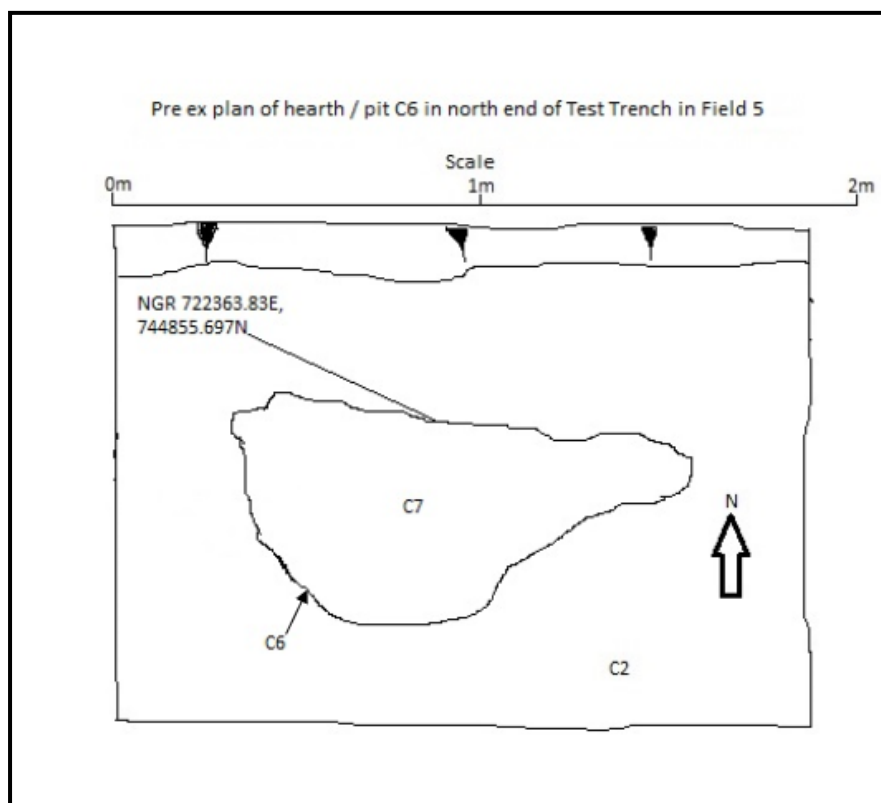 Pre ex plan of hearth / pit C6 in north end of Test Trench in Field 5
Scale
0m 1m 2m
NGR 722363.83E,
744855.697N
C7
N
C6
C2